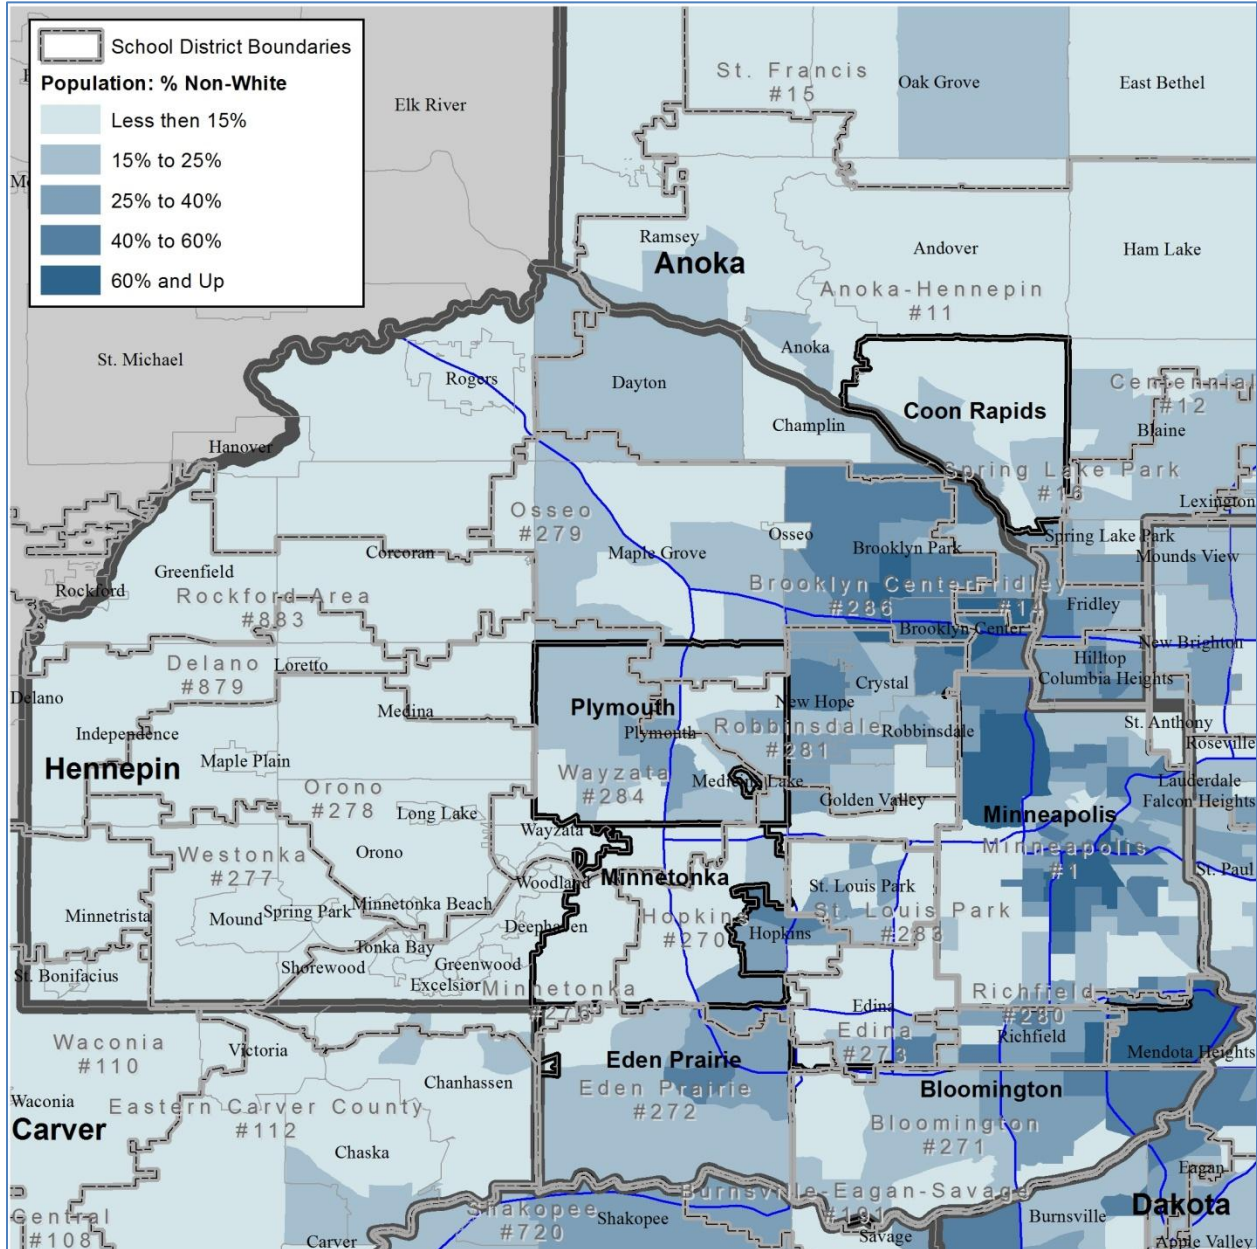 School District Boundaries
Population: % Non-White
Less then 15%
15% to 25%
25% to 40%
40% to 60%
60% and Up
Elk River
St. Francis
#15
Oak Grove
East Bethel
Ramsey
Anoka
Andover
Ham Lake
Anoka-Hennepin
#11
St. Michael
Rogers
Dayton
Anoka
Champlin
Coon Rapids
Centennial
#12
Blaine
Hanover
Spring Lake Park
#16
Lexington
Osseo
#279
Corcoran
Maple Grove
Osseo
Brooklyn Park
Spring Lake Park
Mounds View
Greenfield
Rockford
Rockford Area
#883
Brooklyn Center
#286
Fridley
#14
Fridley
Brooklyn Center
New Brighton
Delano
#879
Loretto
Hilltop
Columbia Heights
Delano
Medina
Plymouth
Plymouth
New Hope
Crystal
Robbinsdale
#281
Robbinsdale
St. Anthony
Roseville
Independence
Maple Plain
Hennepin
Orono
#278
Wayzata
#284
Medicine Lake
Golden Valley
Lauderdale
Falcon Heights
Long Lake
Wayzata
Minneapolis
Minneapolis
#1
Orono
Westonka
#277
Woodland
Minnetonka
St. Louis Park
St. Paul
Minnetrista
Mound
Spring Park
Minnetonka Beach
Deephaven
Hopkins
#270
Hopkins
St. Louis Park
#283
Tonka Bay
St. Bonifacius
Shorewood
Greenwood
Excelsior
Minnetonka
#276
Edina
Edina
#273
Richfield
#280
Richfield
Mendota Heights
Waconia
#110
Victoria
Chanhassen
Eden Prairie
Eden Prairie
#272
Bloomington
Bloomington
#271
Waconia
Carver
Eastern Carver County
#112
Chaska
Eagan
Burnsville-Eagan-Savage
#191
Dakota
Central
#108
Carver
Shakopee
#720
Shakopee
Savage
Burnsville
Apple Valley